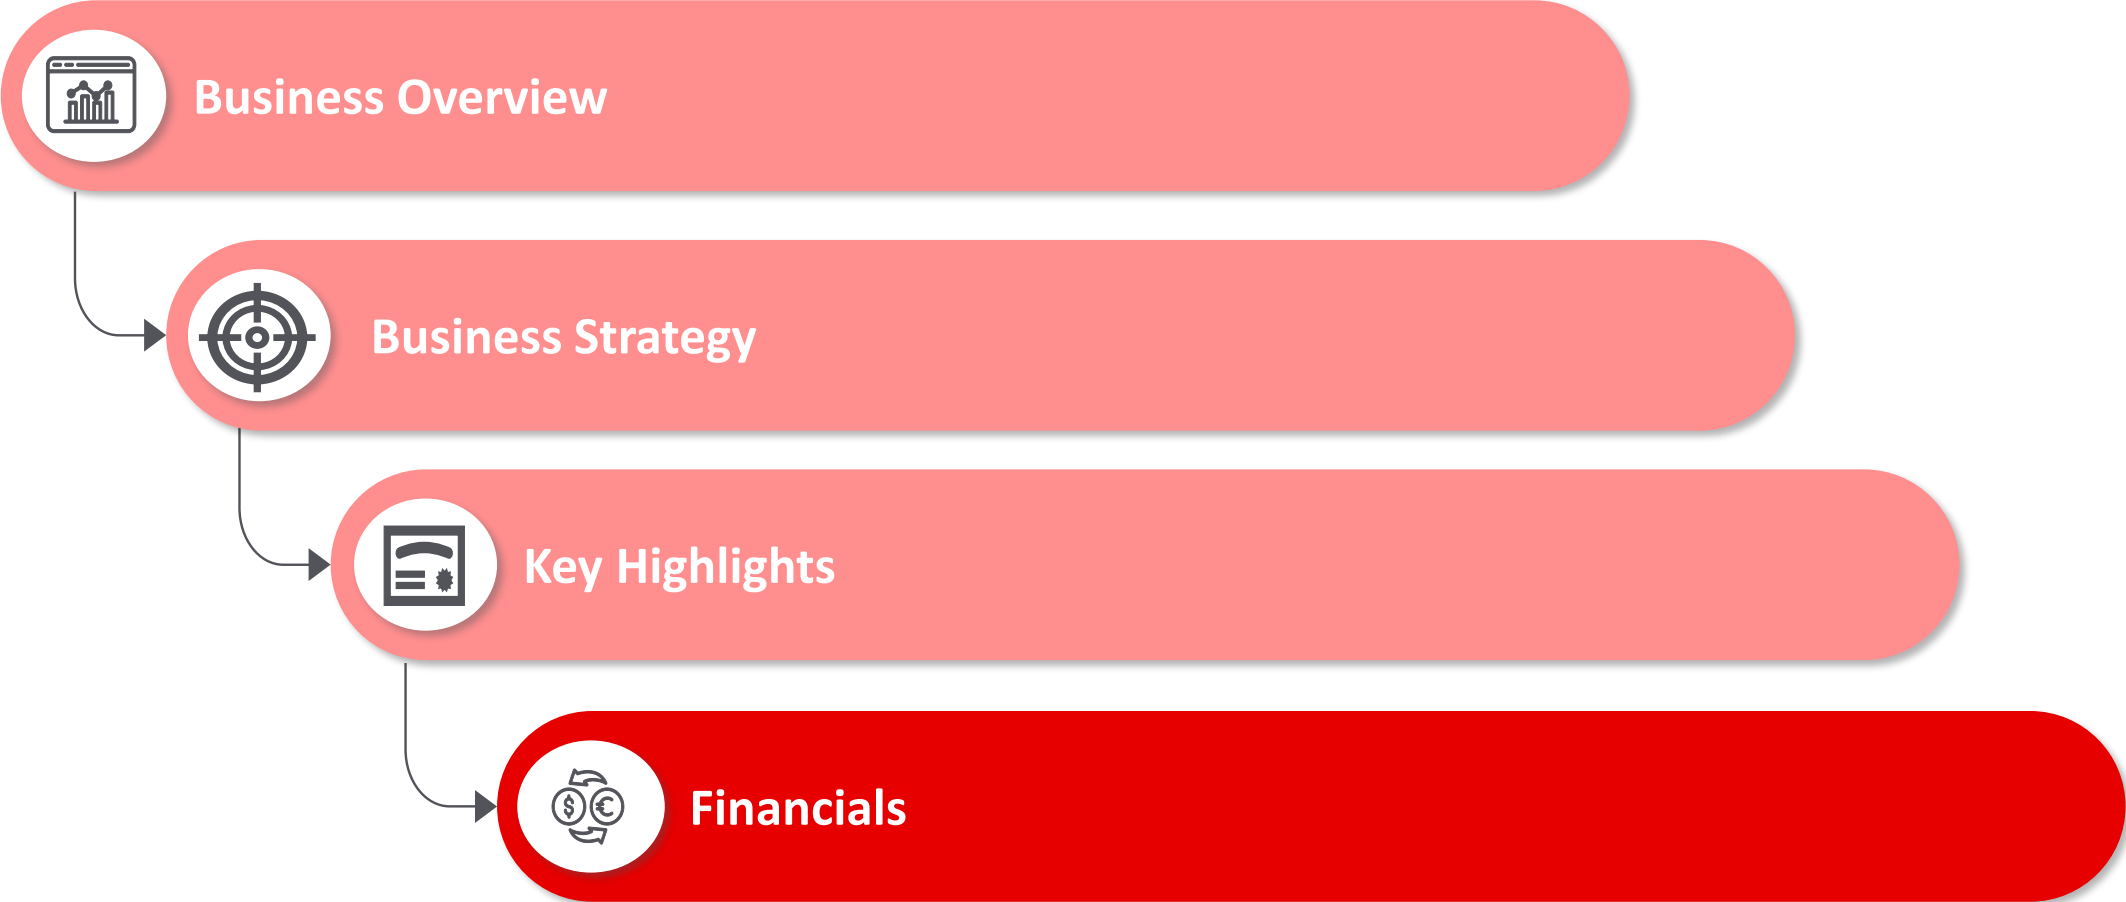 Business Overview
Business Strategy
Key Highlights
Financials